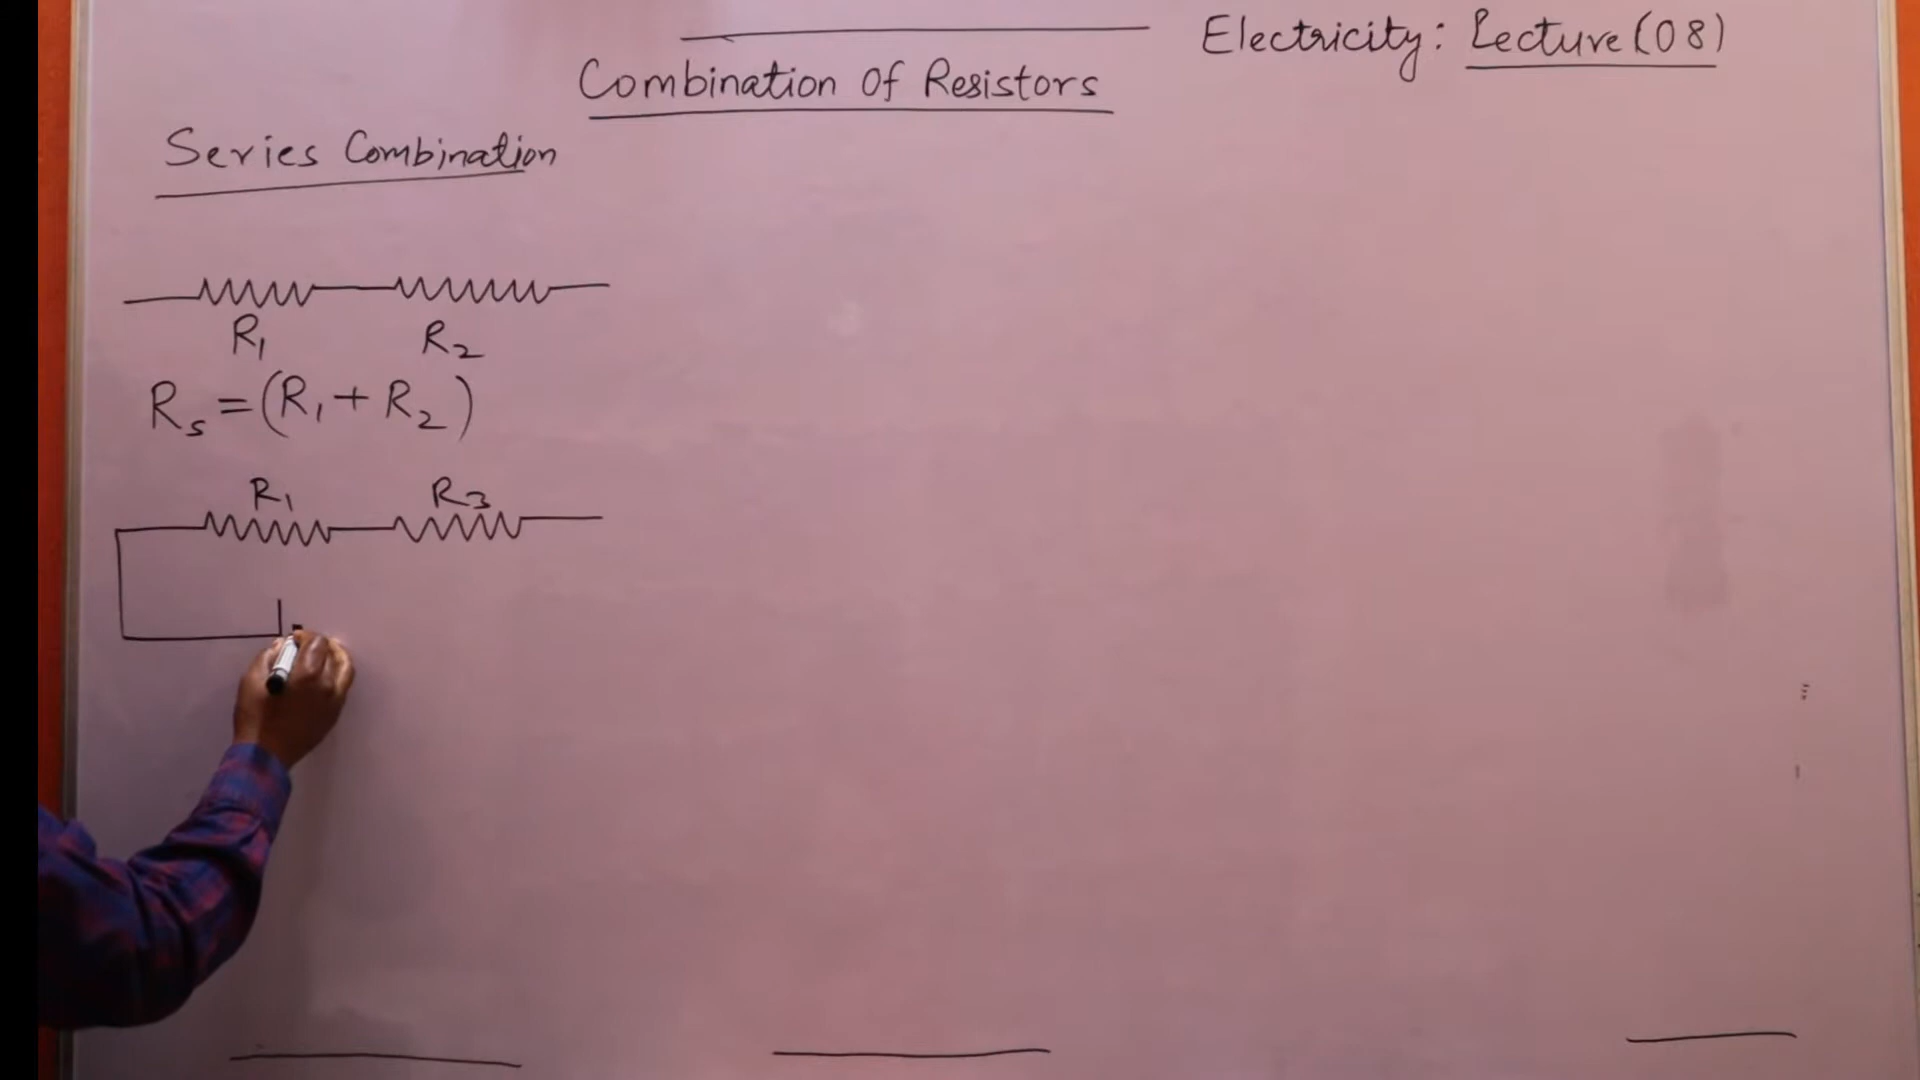 Electricity: Lecture (08)
Combination Of Resistors
Series Combination
R₁ R₂
Rₛ = (R₁ + R₂)
R₁ R₃